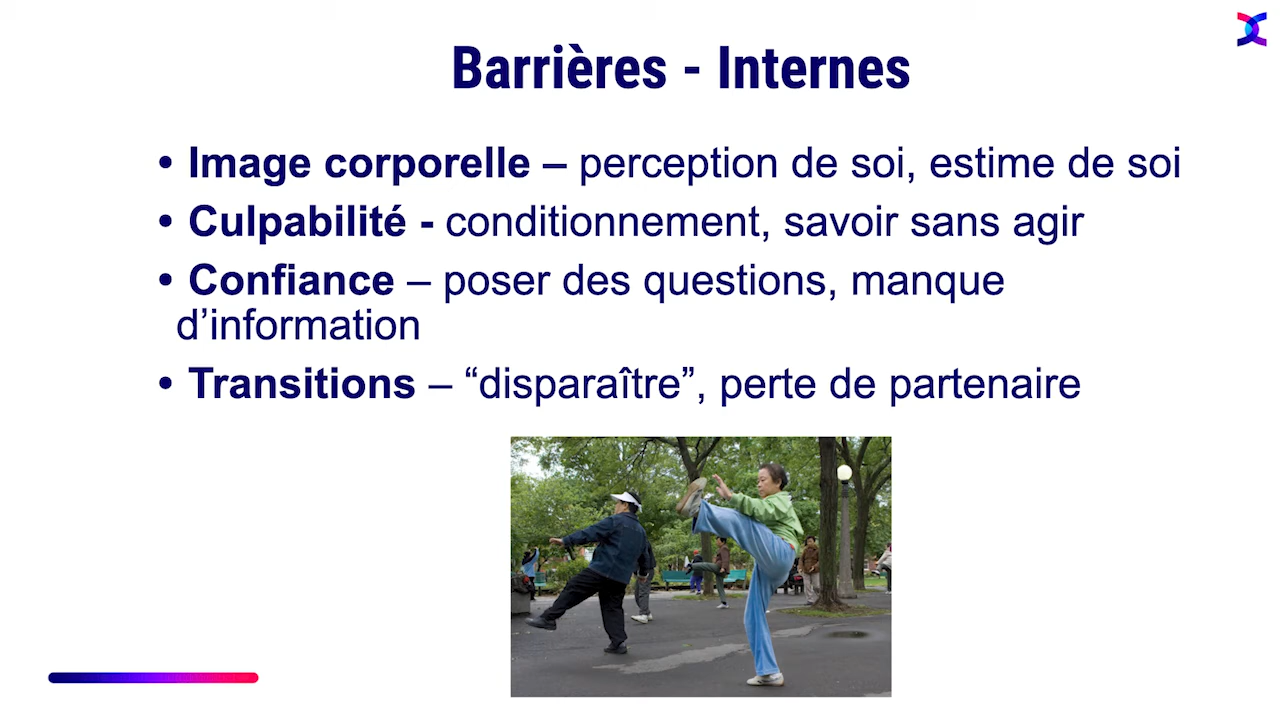 Barrières - Internes
• Image corporelle – perception de soi, estime de soi
• Culpabilité - conditionnement, savoir sans agir
• Confiance – poser des questions, manque
d’information
• Transitions – “disparaître”, perte de partenaire